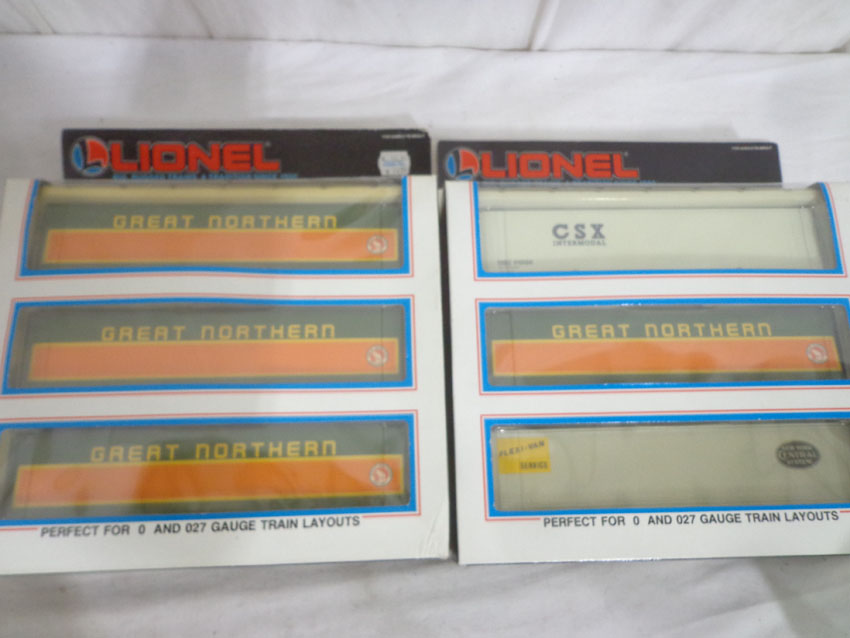 LIONEL
GREAT NORTHERN
GREAT NORTHERN
GREAT NORTHERN
PERFECT FOR 0 AND 027 GAUGE TRAIN LAYOUTS
LIONEL
CSX
INTERMODAL
GREAT NORTHERN
FLEXI-VAN
SERVICE
NEW YORK
CENTRAL
SYSTEM
PERFECT FOR 0 AND 027 GAUGE TRAIN LAYOUTS